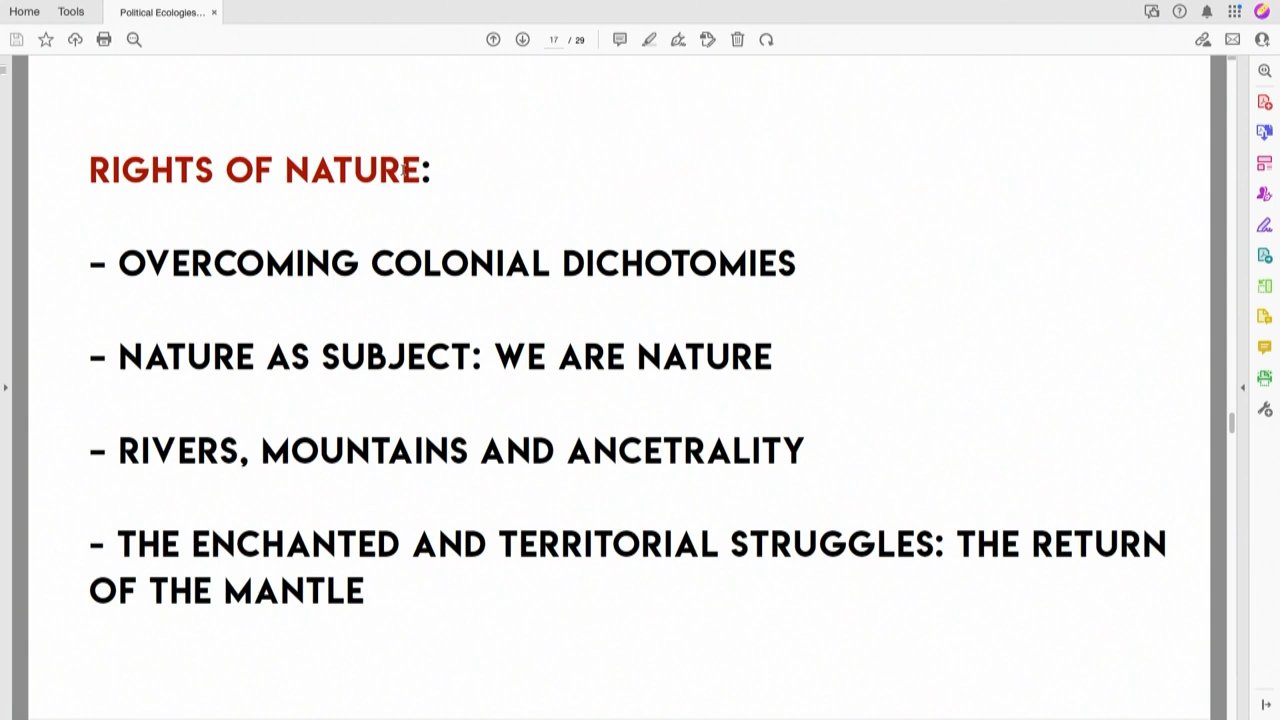 Home Tools Political Ecologies... ×
17 / 29
RIGHTS OF NATURE:
- OVERCOMING COLONIAL DICHOTOMIES
- NATURE AS SUBJECT: WE ARE NATURE
- RIVERS, MOUNTAINS AND ANCETRALITY
- THE ENCHANTED AND TERRITORIAL STRUGGLES: THE RETURN
OF THE MANTLE